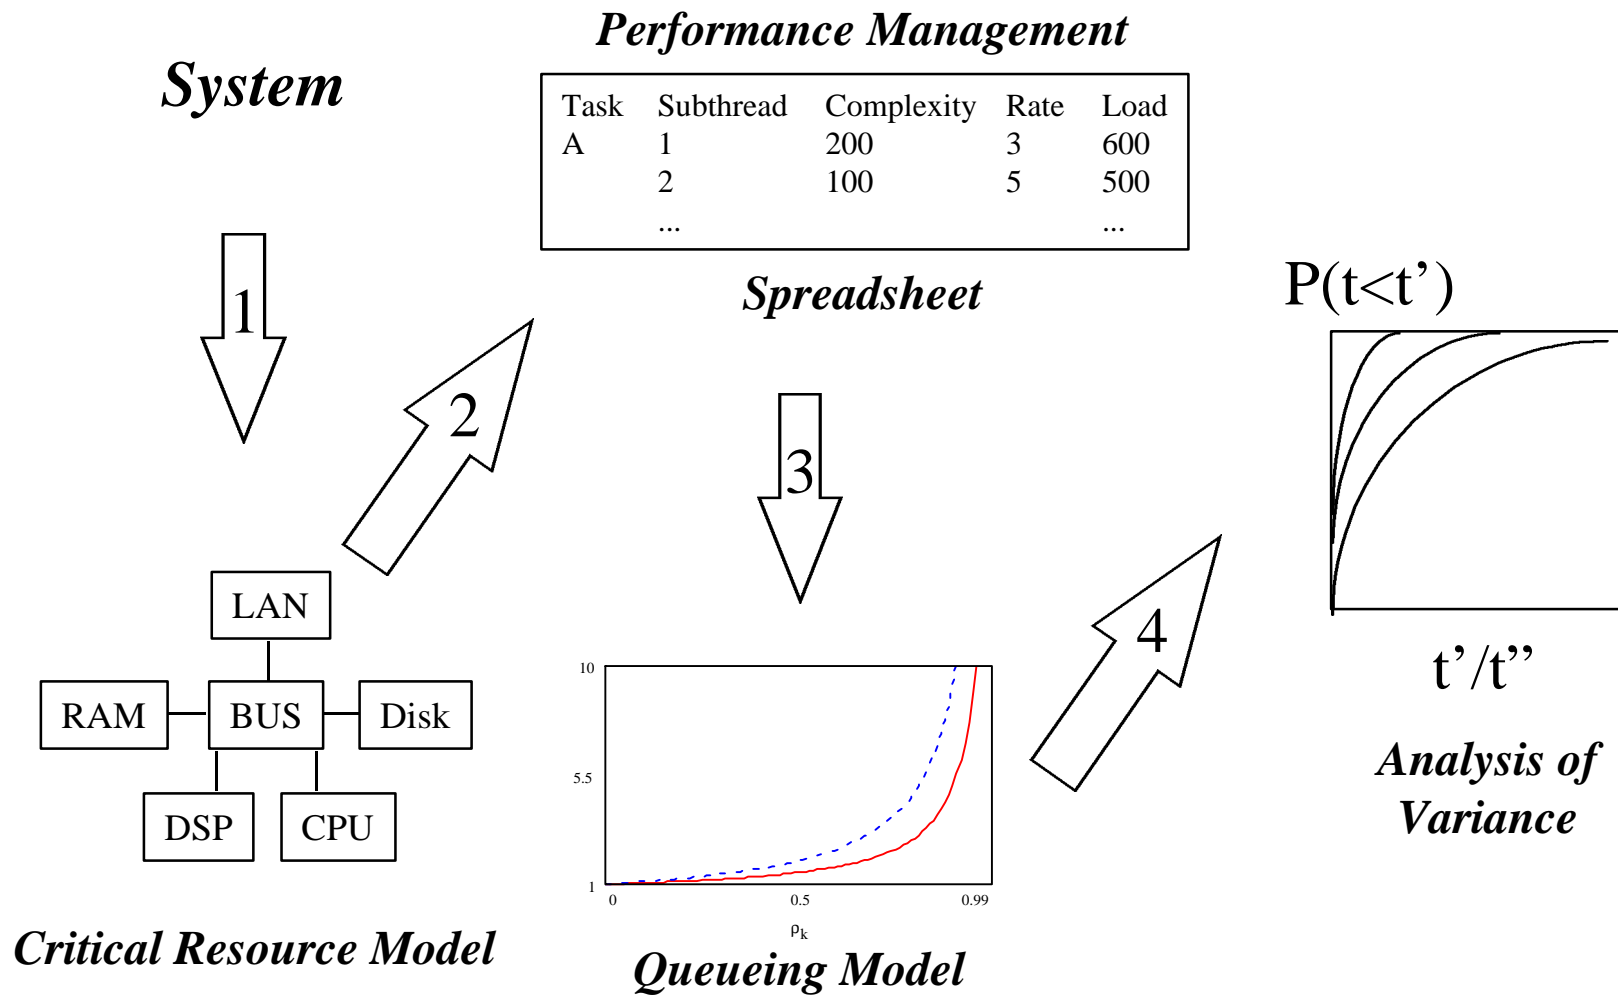 System
Performance Management
Task Subthread Complexity Rate Load
A 1 200 3 600
2 100 5 500
... ...
Spreadsheet
1
2
3
4
LAN
RAM BUS Disk
DSP CPU
Critical Resource Model
10
5.5
1
0 0.5 0.99
ρk
Queueing Model
P(t<t’)
t’/t”
Analysis of
Variance